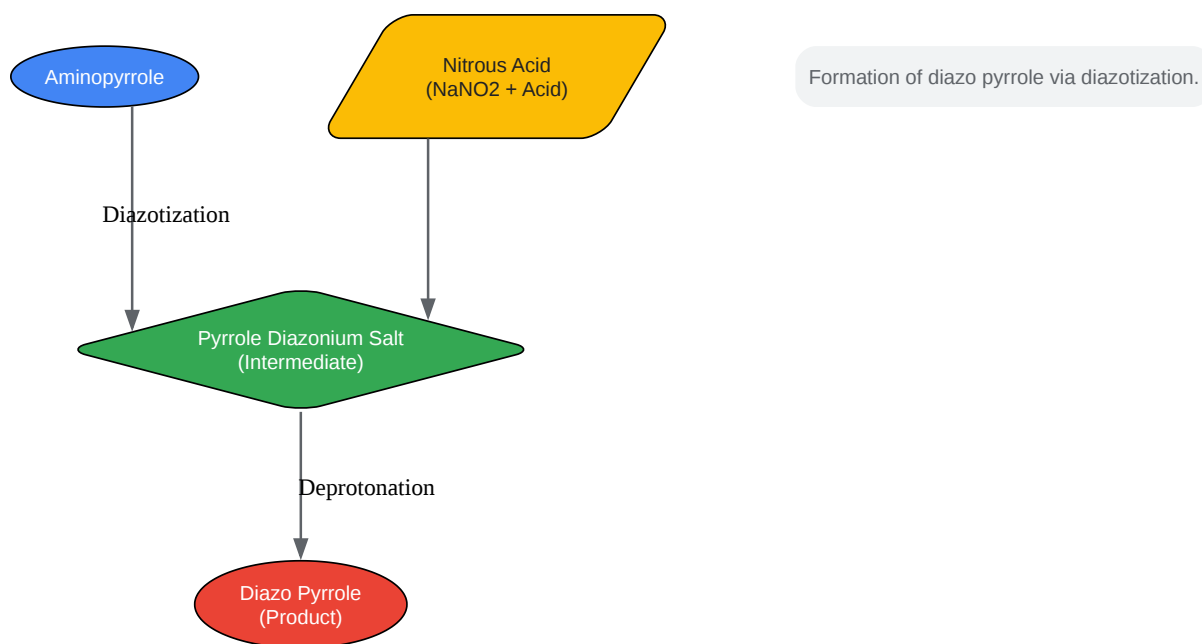 Aminopyrrole
Nitrous Acid
(NaNO2 + Acid)
Formation of diazo pyrrole via diazotization.
Diazotization
Pyrrole Diazonium Salt
(Intermediate)
Deprotonation
Diazo Pyrrole
(Product)